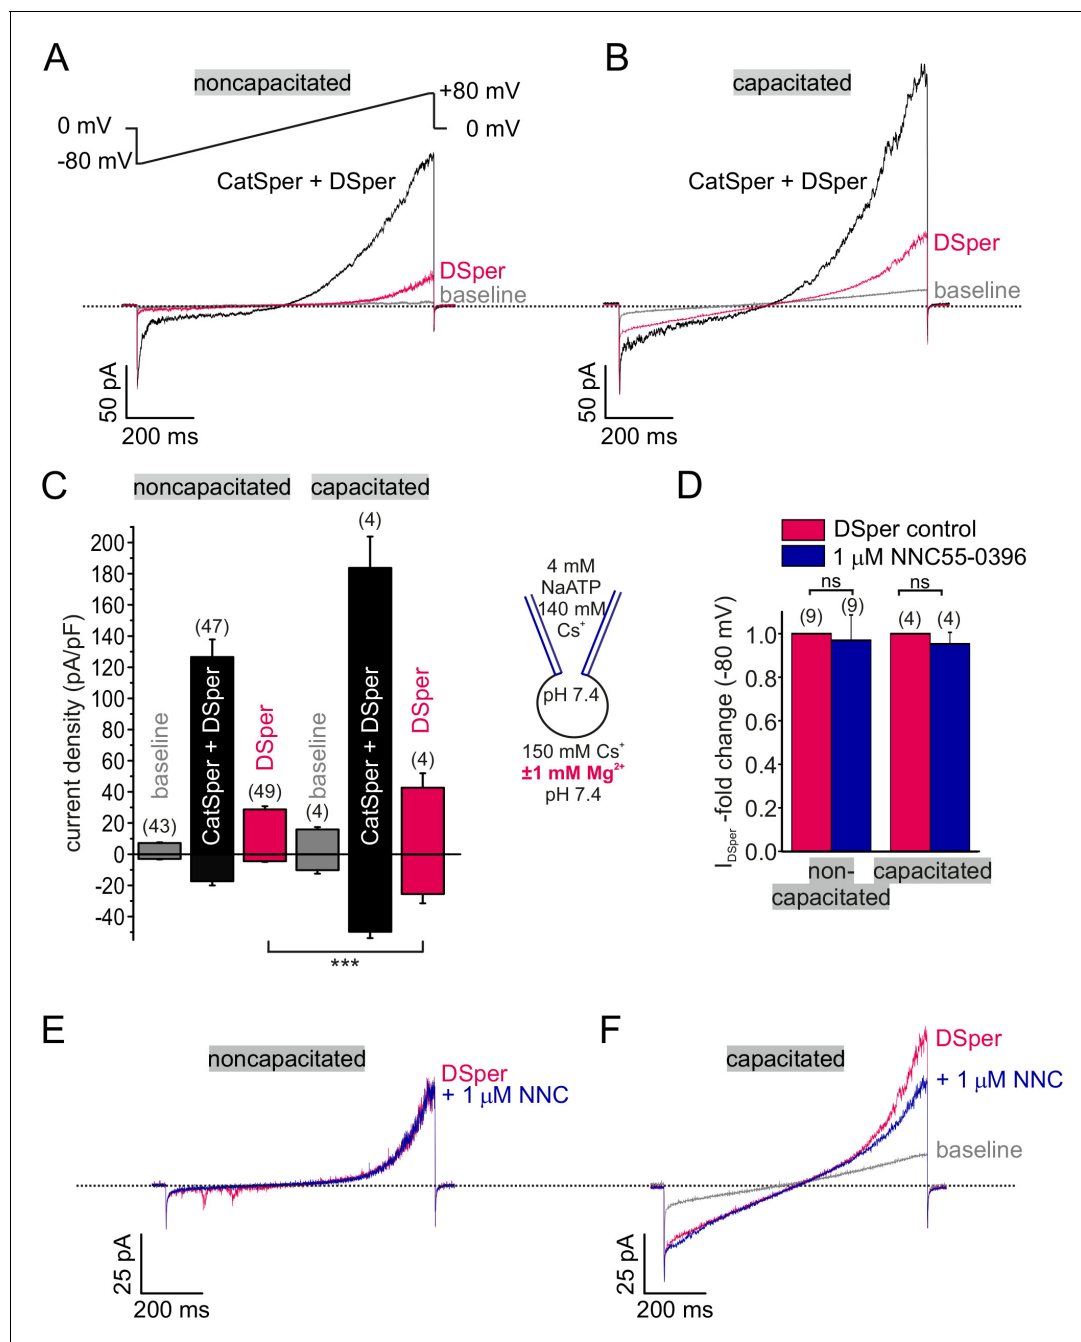 A
noncapacitated
+80 mV
0 mV
0 mV
-80 mV
CatSper + DSper
DSper
baseline
50 pA
200 ms
B
capacitated
CatSper + DSper
DSper
baseline
50 pA
200 ms
C
noncapacitated
capacitated
current density (pA/pF)
200
180
160
140
120
100
80
60
40
20
0
-20
-40
baseline
(43)
(47)
CatSper + DSper
DSper
(49)
baseline
(4)
(4)
CatSper + DSper
DSper
(4)
***
4 mM
NaATP
140 mM
Cs⁺
pH 7.4
150 mM Cs⁺
±1 mM Mg²⁺
pH 7.4
D
DSper control
1 μM NNC55-0396
ns
ns
(9)
(9)
(4)
(4)
I_DSper -fold change (-80 mV)
1.0
0.8
0.6
0.4
0.2
0.0
non-
capacitated
capacitated
E
noncapacitated
DSper
+ 1 μM NNC
25 pA
200 ms
F
capacitated
DSper
+ 1 μM NNC
baseline
25 pA
200 ms